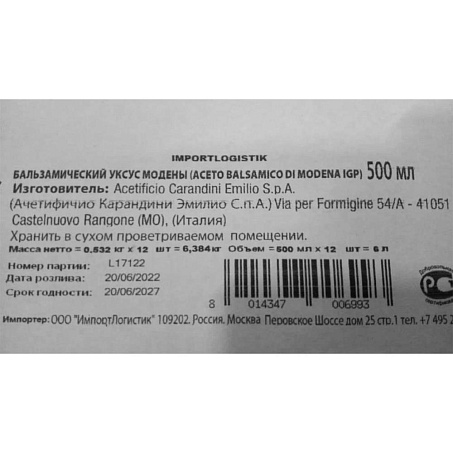 IMPORTLOGISTIK
БАЛЬЗАМИЧЕСКИЙ УКСУС МОДЕНЫ (ACETO BALSAMICO DI MODENA IGP) 500 МЛ
Изготовитель: Acetificio Carandini Emilio S.p.A.
(Ачетифичио Карандини Эмилио С.п.А.) Via per Formigine 54/A - 41051
Castelnuovo Rangone (MO), (Италия)
Хранить в сухом проветриваемом помещении.
Масса нетто = 0.532 кг x 12 шт = 6,384кг Объем = 500 мл x 12 шт = 6 л
Номер партии: L17122
Дата розлива: 20/06/2022
Срок годности: 20/06/2027
8 014347 006993
Импортер: ООО "ИмпортЛогистик" 109202, Россия, Москва Перовское Шоссе дом 25 стр.1 тел. +7 495 2